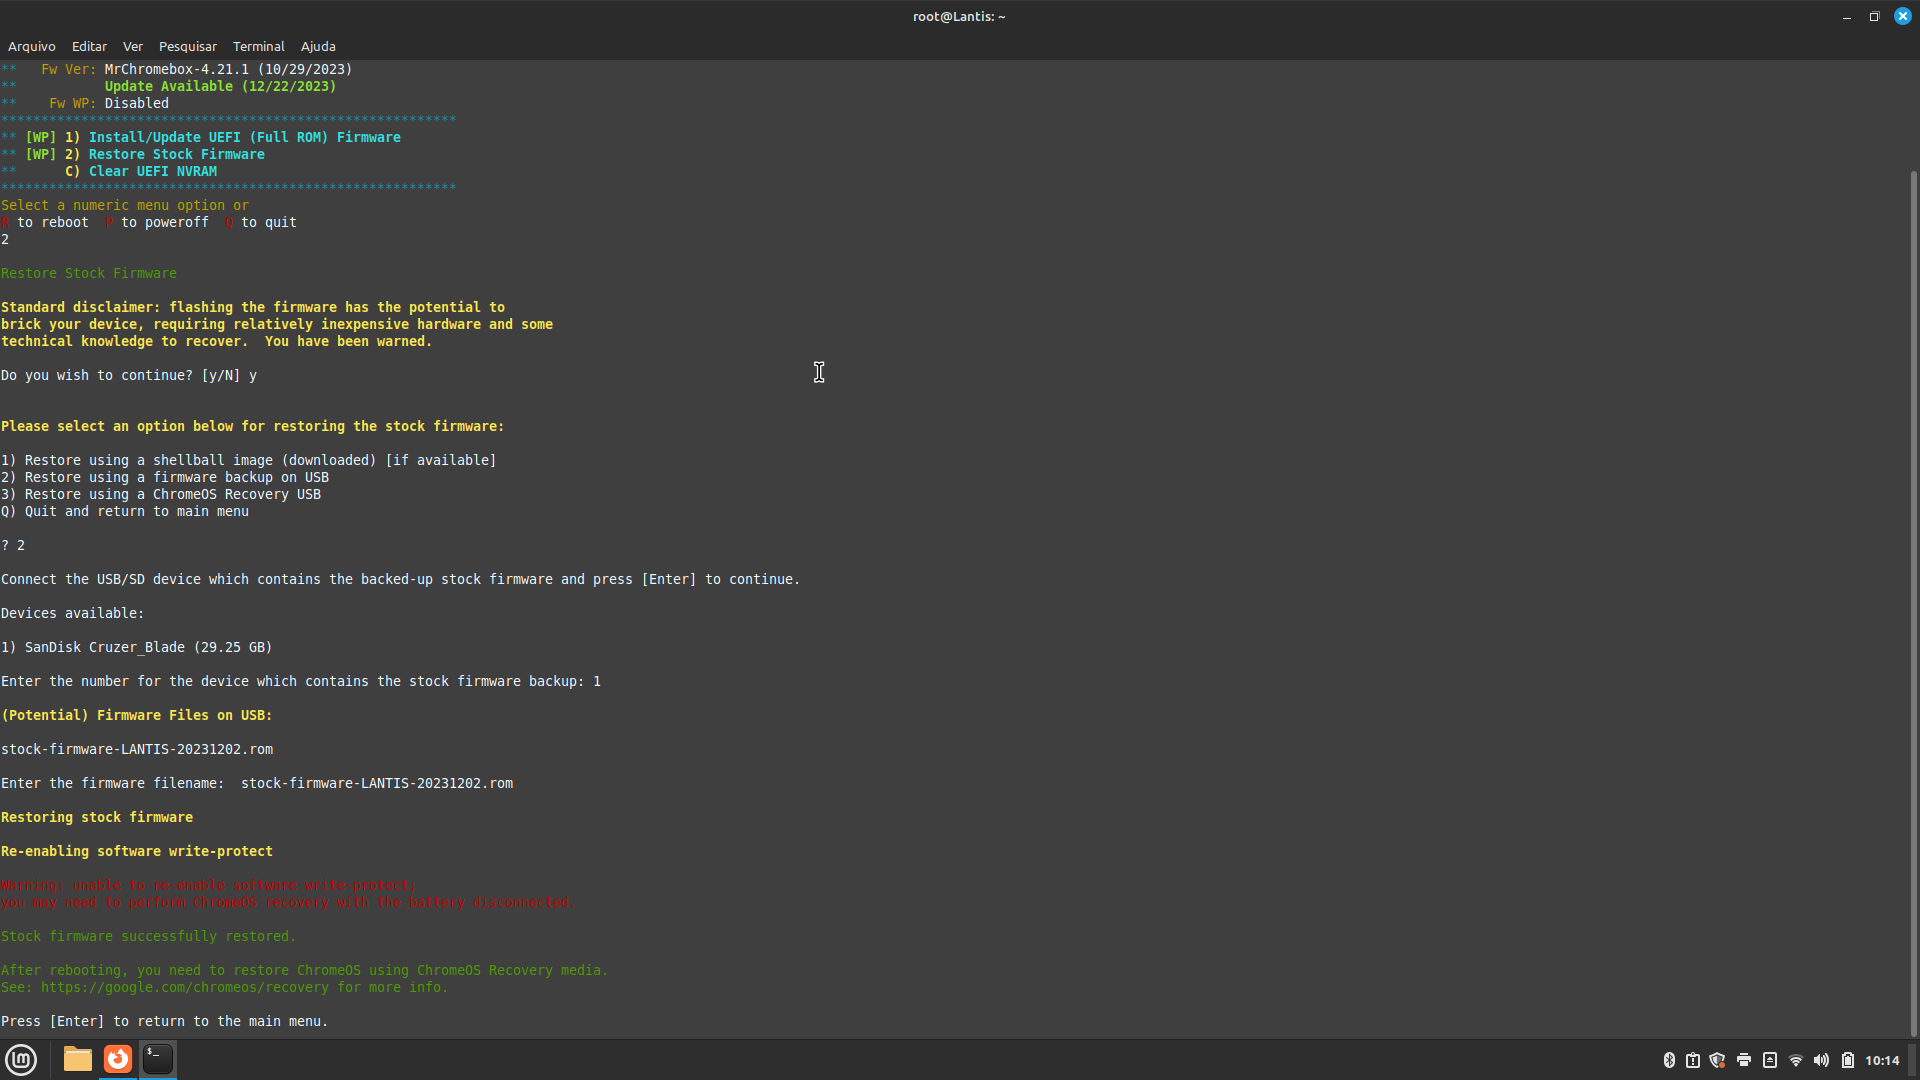 root@Lantis: ~
Arquivo Editar Ver Pesquisar Terminal Ajuda
**   Fw Ver: MrChromebox-4.21.1 (10/29/2023)
**           Update Available (12/22/2023)
**    Fw WP: Disabled
*********************************************************
** [WP] 1) Install/Update UEFI (Full ROM) Firmware
** [WP] 2) Restore Stock Firmware
**      C) Clear UEFI NVRAM
*********************************************************
Select a numeric menu option or
R to reboot  P to poweroff  Q to quit
2
Restore Stock Firmware
Standard disclaimer: flashing the firmware has the potential to
brick your device, requiring relatively inexpensive hardware and some
technical knowledge to recover.  You have been warned.
Do you wish to continue? [y/N] y
Please select an option below for restoring the stock firmware:
1) Restore using a shellball image (downloaded) [if available]
2) Restore using a firmware backup on USB
3) Restore using a ChromeOS Recovery USB
Q) Quit and return to main menu
? 2
Connect the USB/SD device which contains the backed-up stock firmware and press [Enter] to continue.
Devices available:
1) SanDisk Cruzer_Blade (29.25 GB)
Enter the number for the device which contains the stock firmware backup: 1
(Potential) Firmware Files on USB:
stock-firmware-LANTIS-20231202.rom
Enter the firmware filename:  stock-firmware-LANTIS-20231202.rom
Restoring stock firmware
Re-enabling software write-protect
Warning: unable to re-enable software write-protect;
you may need to perform ChromeOS recovery with the battery disconnected.
Stock firmware successfully restored.
After rebooting, you need to restore ChromeOS using ChromeOS Recovery media.
See: https://google.com/chromeos/recovery for more info.
Press [Enter] to return to the main menu.
$_
10:14